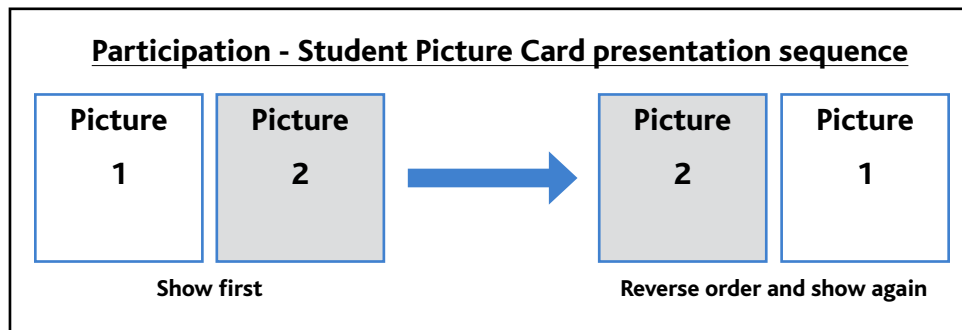 Participation - Student Picture Card presentation sequence
Picture Picture Picture Picture
1 2 2 1
Show first Reverse order and show again